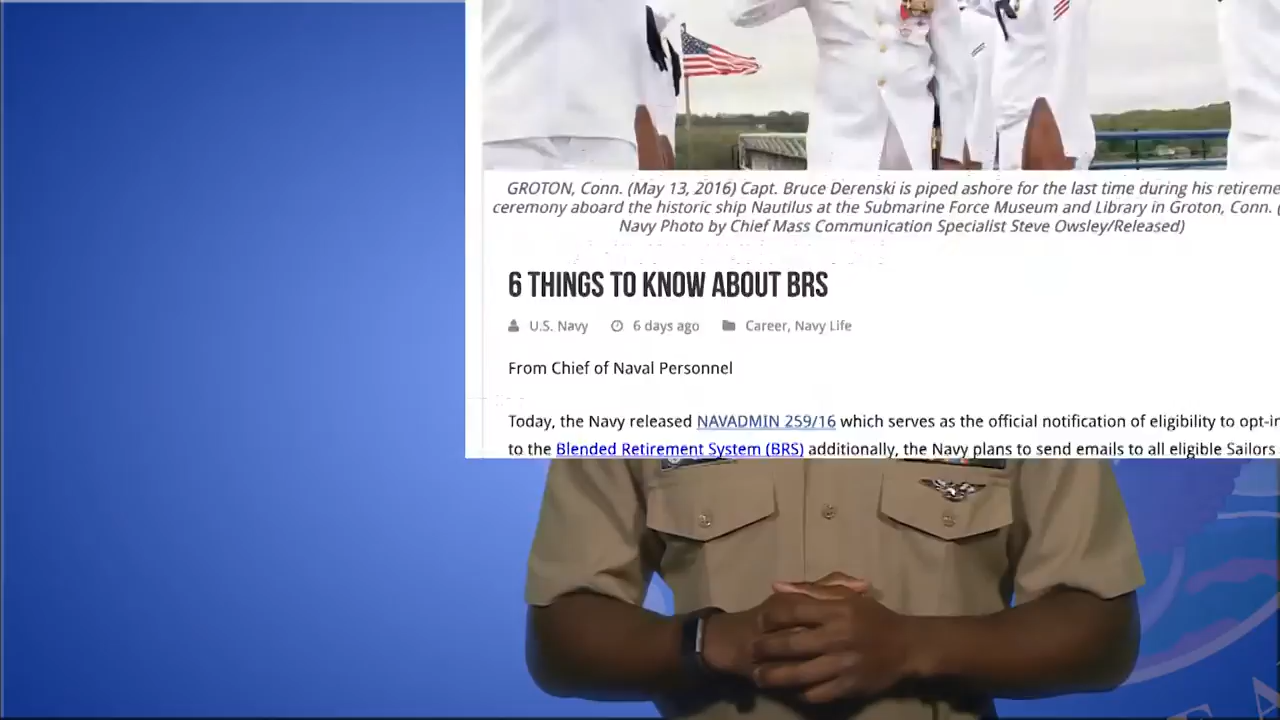 GROTON, Conn. (May 13, 2016) Capt. Bruce Derenski is piped ashore for the last time during his
ceremony aboard the historic ship Nautilus at the Submarine Force Museum and Library in Groton, Conn. (
Navy Photo by Chief Mass Communication Specialist Steve Owsley/Released)
6 THINGS TO KNOW ABOUT BRS
U.S. Navy 6 days ago Career, Navy Life
From Chief of Naval Personnel
Today, the Navy released NAVADMIN 259/16 which serves as the official notification of eligibility to opt-in
to the Blended Retirement System (BRS) additionally, the Navy plans to send emails to all eligible Sailors